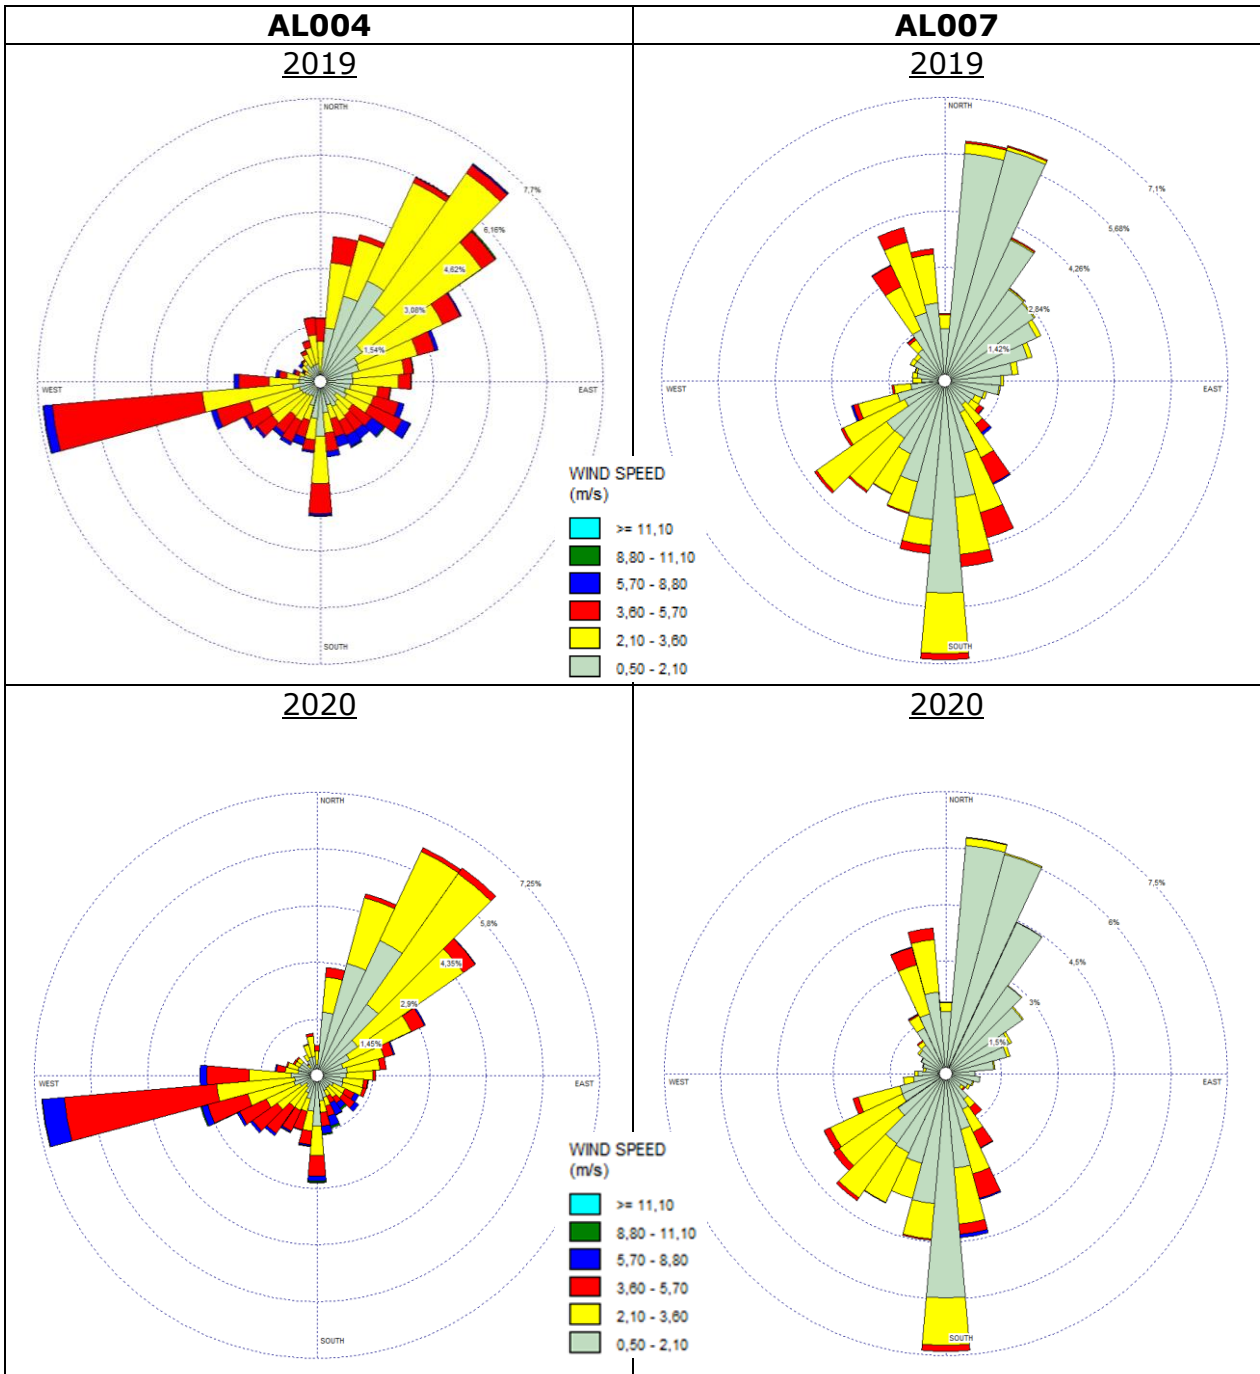 AL004
AL007
2019
2019
NORTH
7,7%
6,16%
4,62%
3,08%
1,54%
WEST
EAST
SOUTH
NORTH
7,1%
5,68%
4,26%
2,84%
1,42%
WEST
EAST
SOUTH
WIND SPEED
(m/s)
>= 11,10
8,80 - 11,10
5,70 - 8,80
3,60 - 5,70
2,10 - 3,60
0,50 - 2,10
2020
2020
NORTH
7,25%
5,8%
4,35%
2,9%
1,45%
WEST
EAST
SOUTH
NORTH
7,5%
6%
4,5%
3%
1,5%
WEST
EAST
SOUTH
WIND SPEED
(m/s)
>= 11,10
8,80 - 11,10
5,70 - 8,80
3,60 - 5,70
2,10 - 3,60
0,50 - 2,10